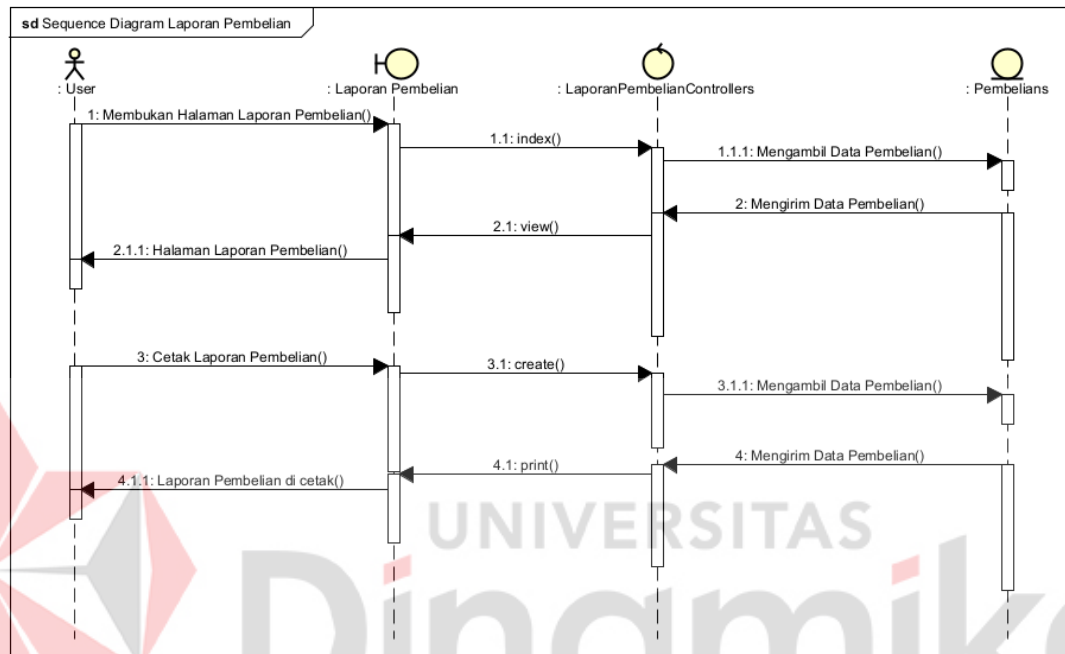 sd Sequence Diagram Laporan Pembelian
: User
: Laporan Pembelian
: LaporanPembelianControllers
: Pembelians
1: Membukan Halaman Laporan Pembelian()
1.1: index()
1.1.1: Mengambil Data Pembelian()
2: Mengirim Data Pembelian()
2.1: view()
2.1.1: Halaman Laporan Pembelian()
3: Cetak Laporan Pembelian()
3.1: create()
3.1.1: Mengambil Data Pembelian()
4: Mengirim Data Pembelian()
4.1: print()
4.1.1: Laporan Pembelian di cetak()
UNIVERSITAS
Dinamika